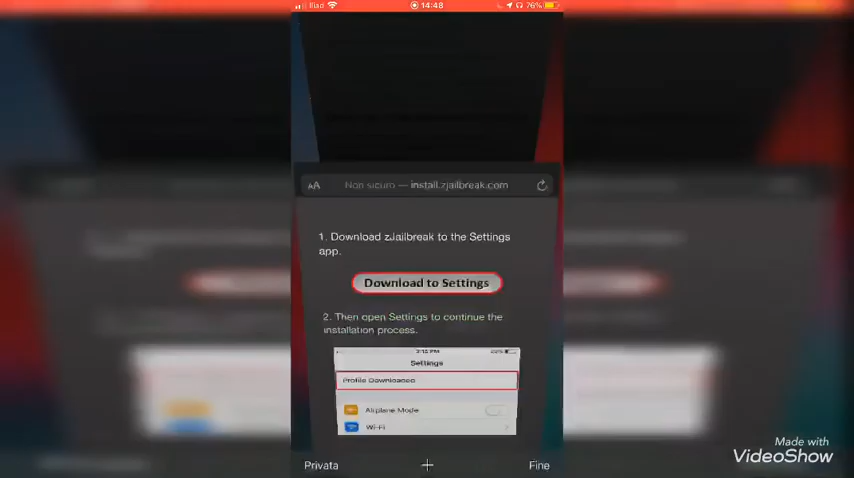 Iliad 14:48 76%
AA Non sicuro — install.zjailbreak.com
1. Download zJailbreak to the Settings
app.
Download to Settings
2. Then open Settings to continue the
installation process.
Settings
Profile Downloaded
Airplane Mode
Wi-Fi
Privata + Fine
Made with
VideoShow